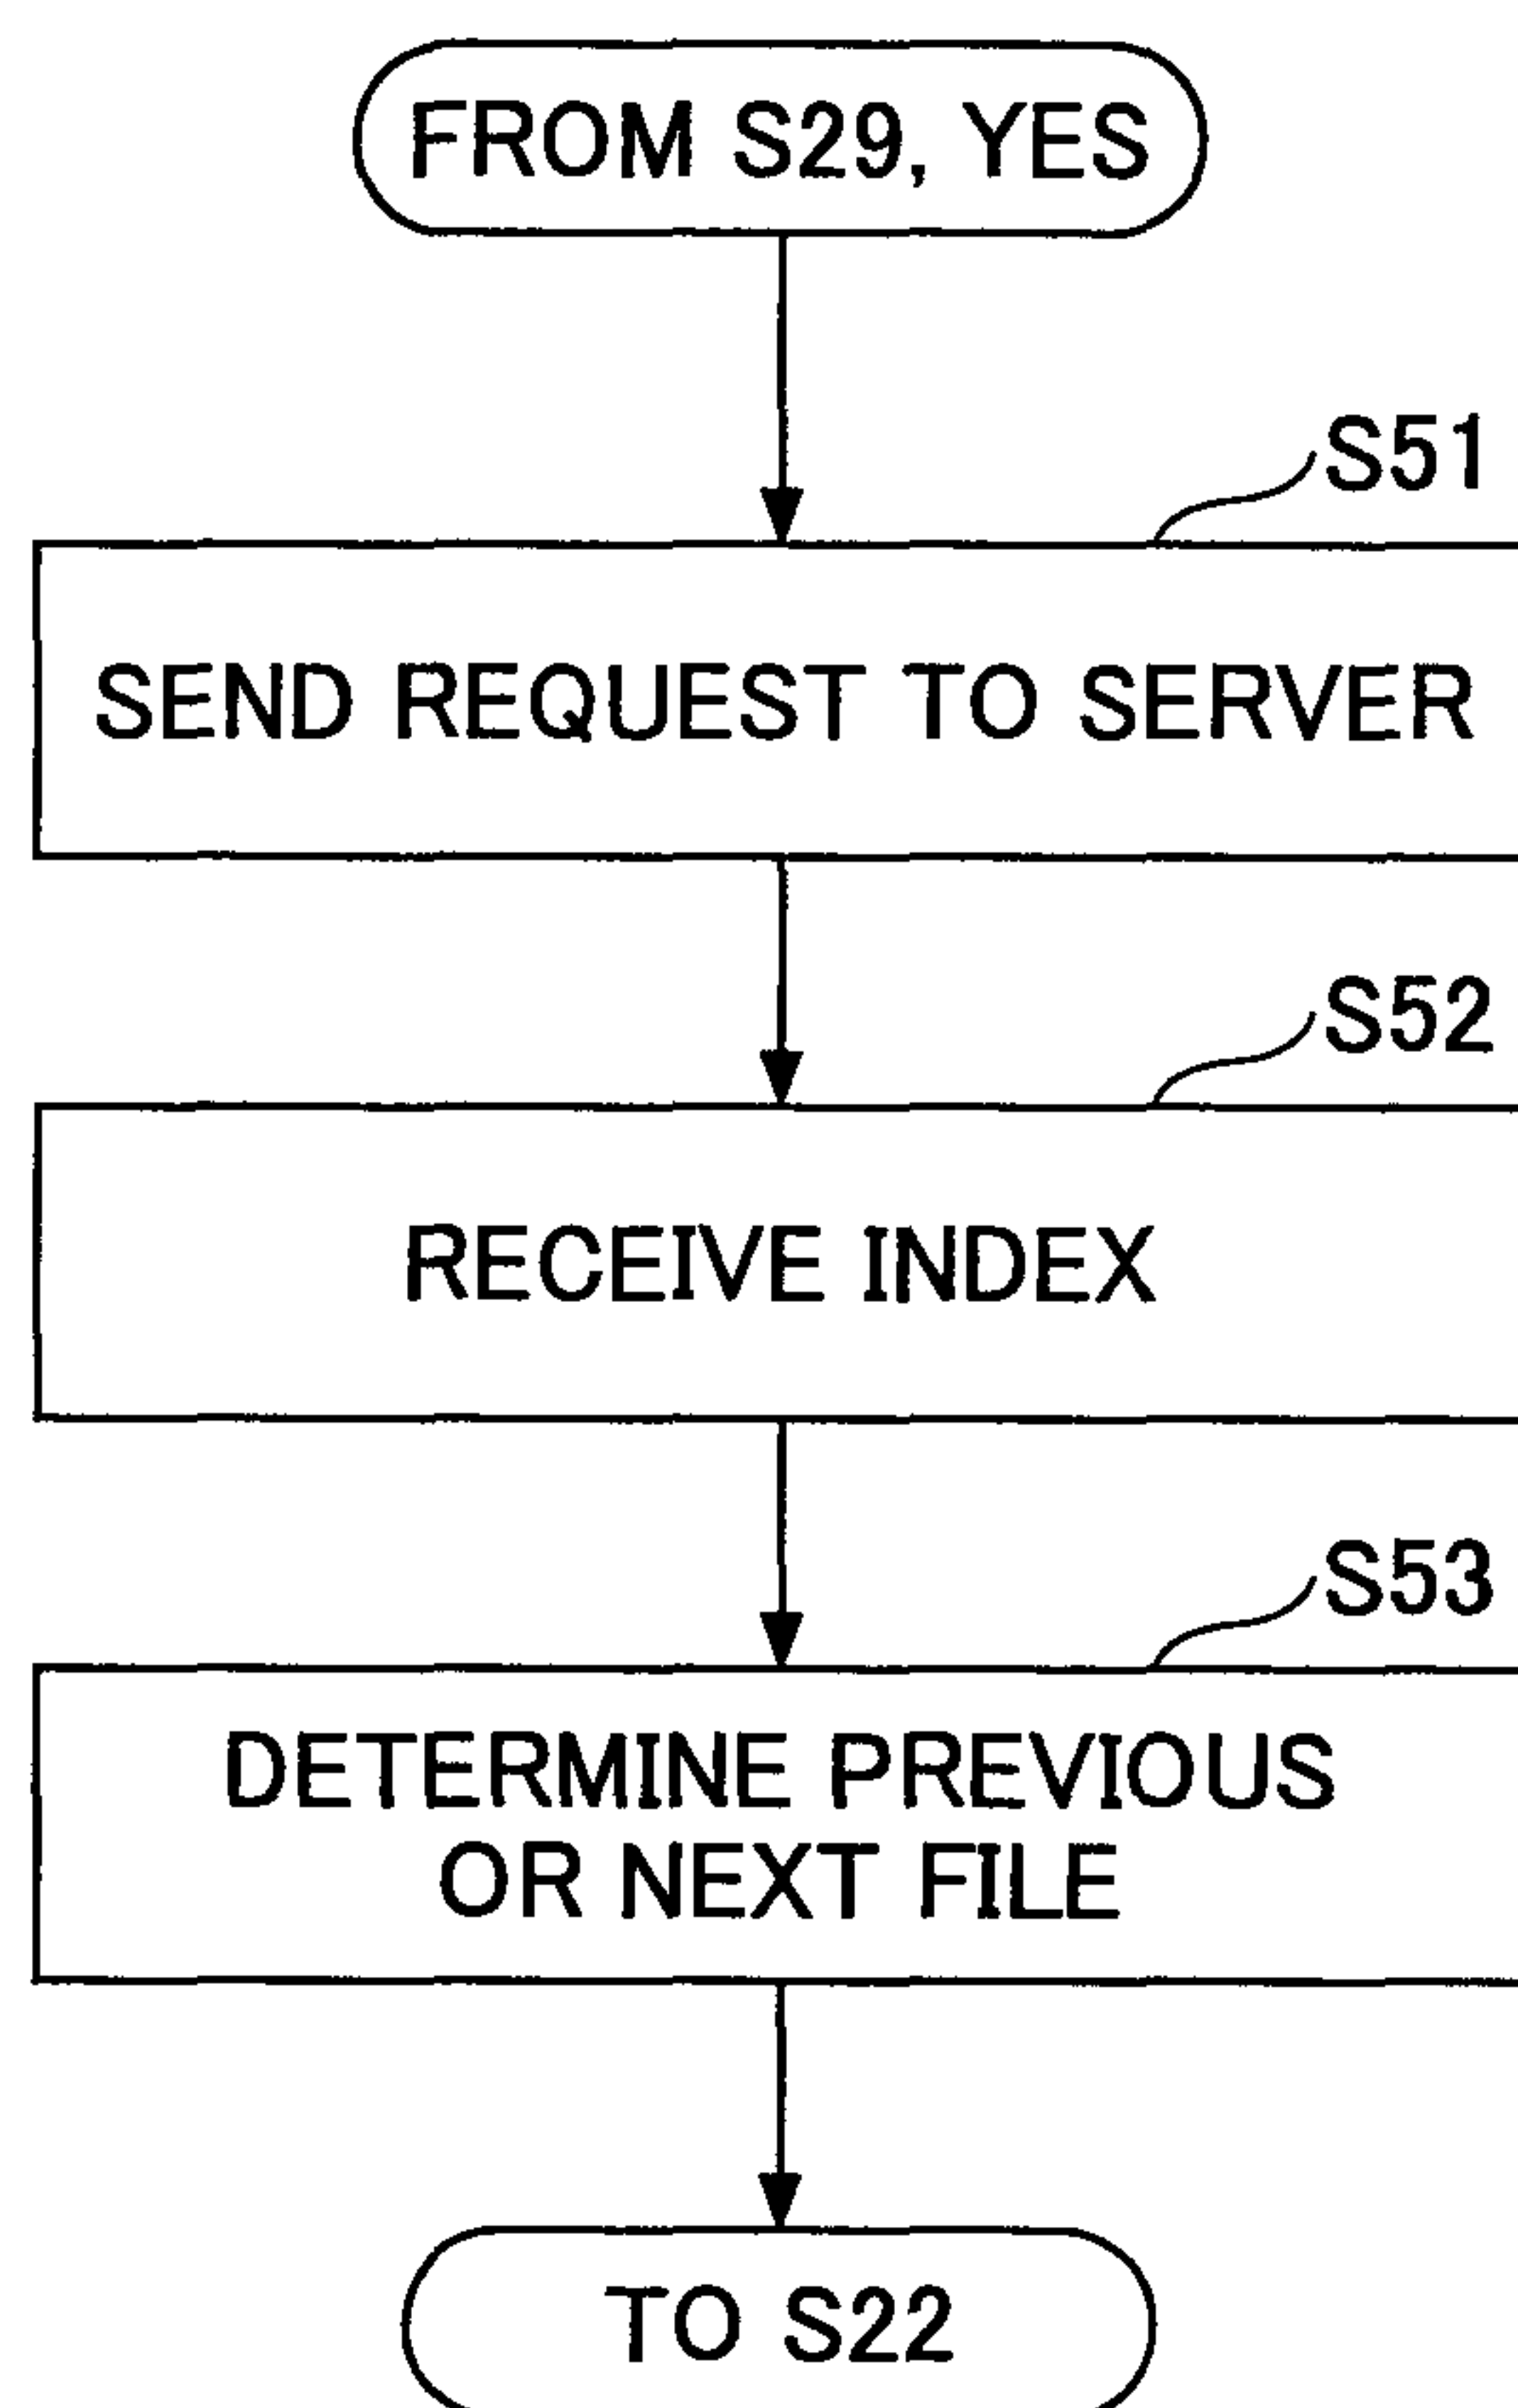 FROM S29, YES
S51
SEND REQUEST TO SERVER
S52
RECEIVE INDEX
S53
DETERMINE PREVIOUS
OR NEXT FILE
TO S22